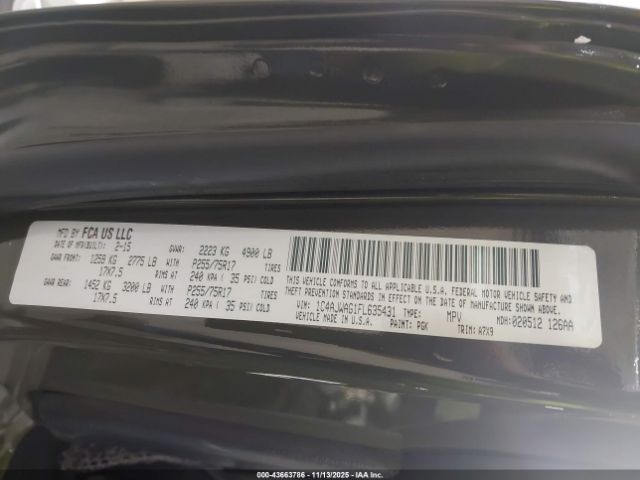 MFD BY FCA US LLC
DATE OF MFR(BUILT): 2-15 GVWR: 2223 KG 4900 LB
GAWR FRONT: 1259 KG 2775 LB WITH P255/75R17 TIRES
17X7.5 RIMS AT 240 KPA ( 35 PSI) COLD
GAWR REAR: 1452 KG 3200 LB WITH P255/75R17 TIRES
17X7.5 RIMS AT 240 KPA ( 35 PSI) COLD
THIS VEHICLE CONFORMS TO ALL APPLICABLE U.S.A. FEDERAL MOTOR VEHICLE SAFETY AND
THEFT PREVENTION STANDARDS IN EFFECT ON THE DATE OF MANUFACTURE SHOWN ABOVE.
VIN: 1C4AJWAG1FL635431 TYPE: MPV MDH: 020512 126AA
VEHICLE MADE IN U.S.A. PAINT: PGK TRIM: A7X9
000-43663786 - 11/13/2025 - IAA Inc.